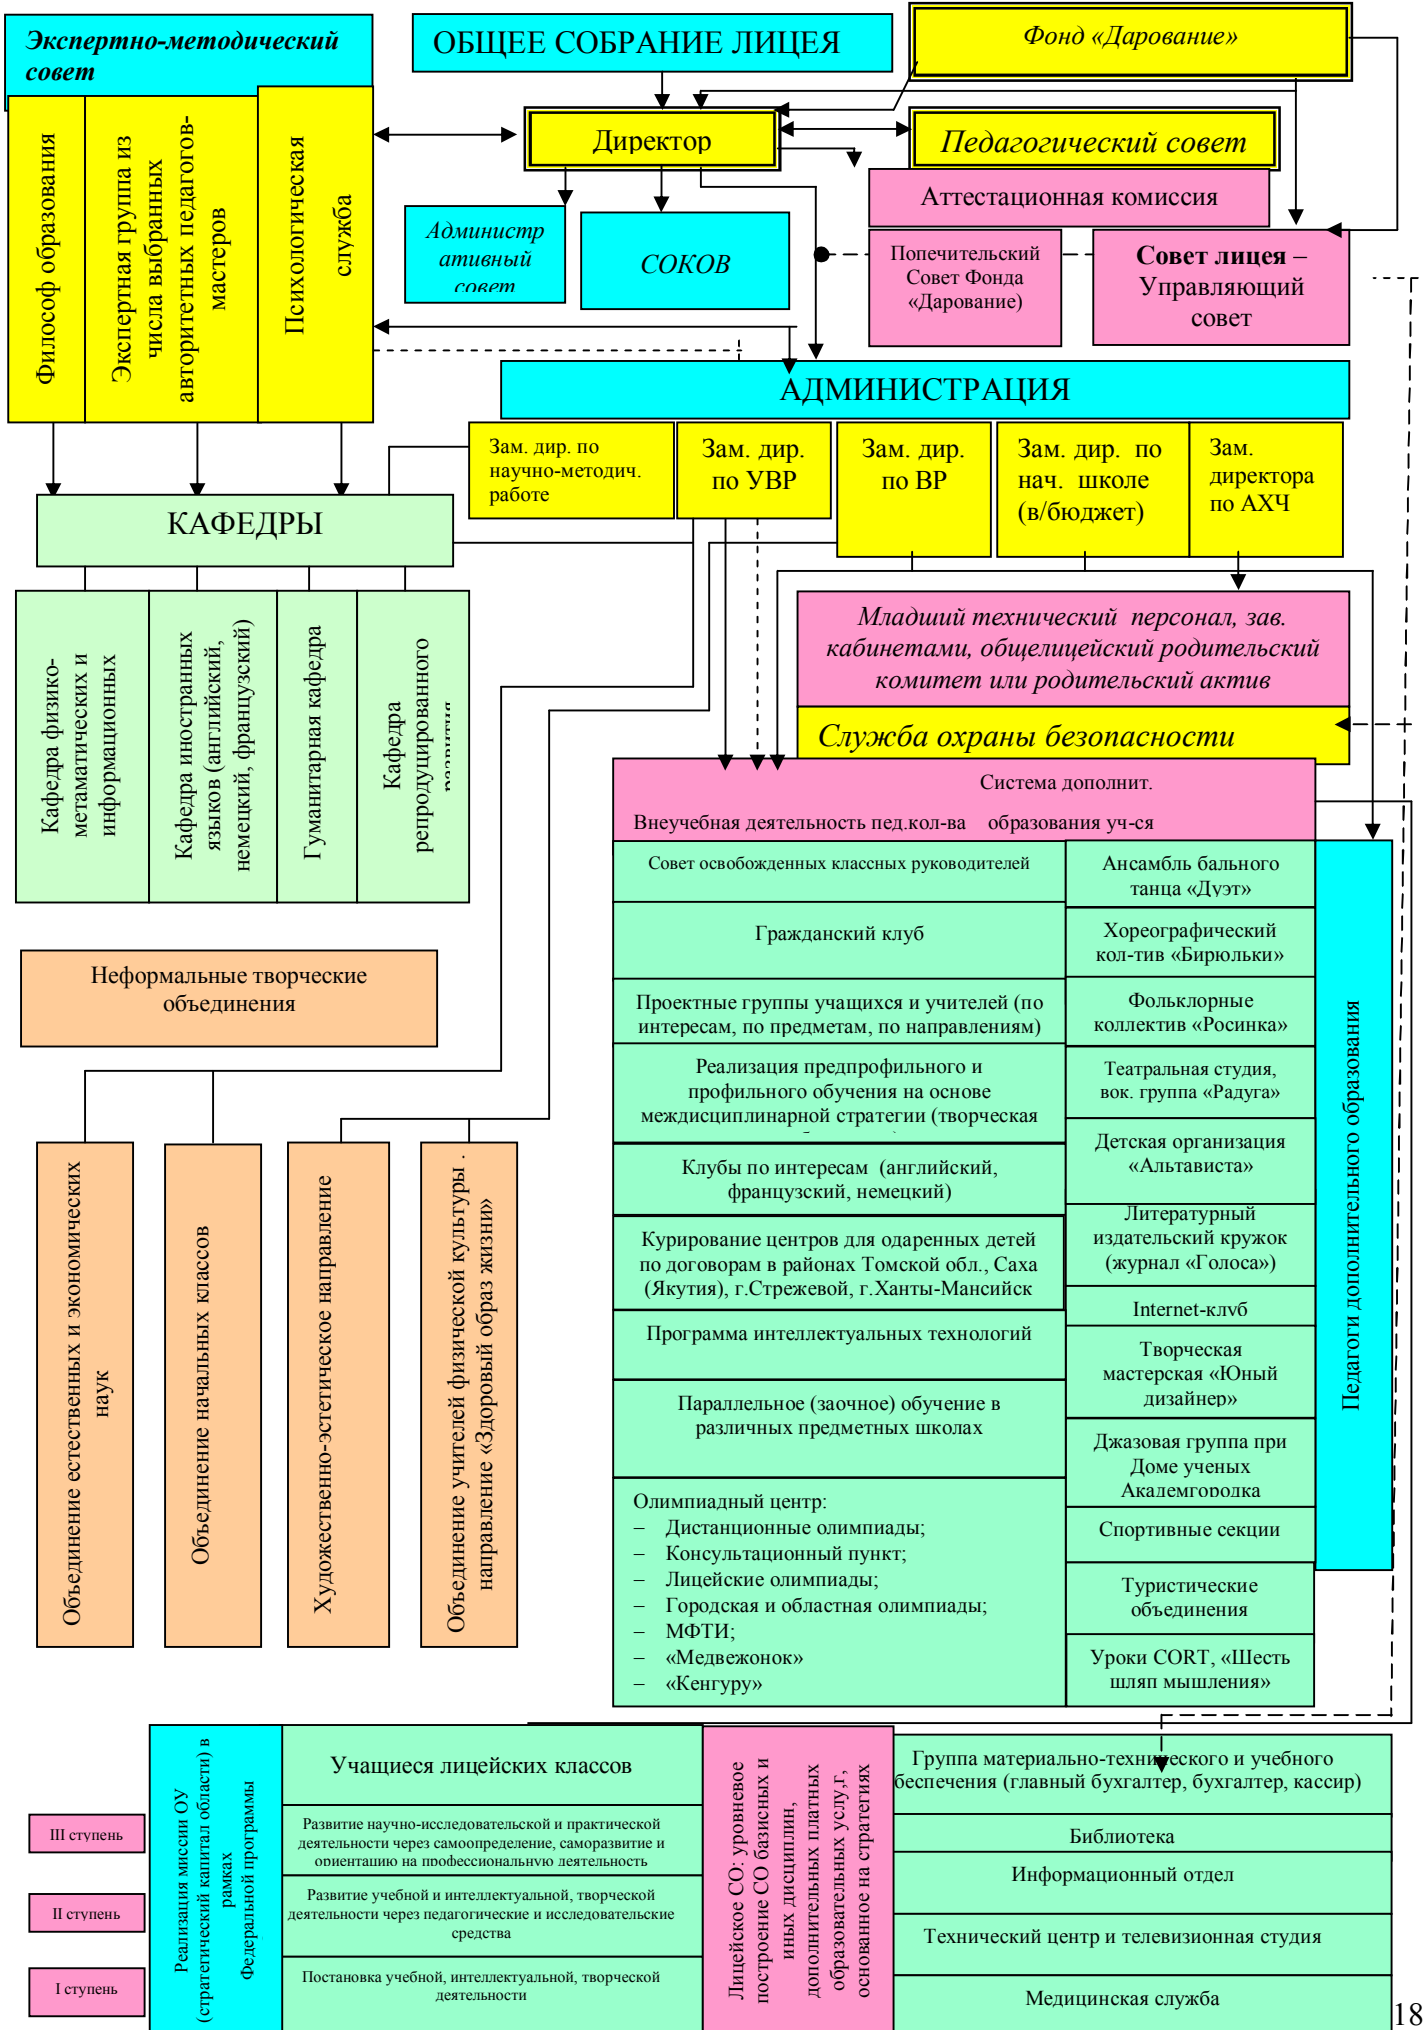 Экспертно-методический
совет
ОБЩЕЕ СОБРАНИЕ ЛИЦЕЯ
Фонд «Дарование»
Философ образования
Экспертная группа из
числа выбранных
авторитетных педагогов-
мастеров
Психологическая
служба
Директор
Педагогический совет
Аттестационная комиссия
Администр
ативный
совет
СОКОВ
Попечительский
Совет Фонда
«Дарование)
Совет лицея –
Управляющий
совет
АДМИНИСТРАЦИЯ
Зам. дир. по
научно-методич.
работе
Зам. дир.
по УВР
Зам. дир.
по ВР
Зам. дир. по
нач. школе
(в/бюджет)
Зам.
директора
по АХЧ
КАФЕДРЫ
Кафедра физико-
метаматических и
информационных
Кафедра иностранных
языков (английский,
немецкий, французский)
Гуманитарная кафедра
Кафедра
репродуцированного
Младший технический персонал, зав.
кабинетами, общелицейский родительский
комитет или родительский актив
Служба охраны безопасности
Система дополнит.
Внеучебная деятельность пед.кол-ва образования уч-ся
Совет освобожденных классных руководителей
Гражданский клуб
Проектные группы учащихся и учителей (по
интересам, по предметам, по направлениям)
Реализация предпрофильного и
профильного обучения на основе
междисциплинарной стратегии (творческая
Клубы по интересам (английский,
французский, немецкий)
Курирование центров для одаренных детей
по договорам в районах Томской обл., Саха
(Якутия), г.Стрежевой, г.Ханты-Мансийск
Программа интеллектуальных технологий
Параллельное (заочное) обучение в
различных предметных школах
Олимпиадный центр:
– Дистанционные олимпиады;
– Консультационный пункт;
– Лицейские олимпиады;
– Городская и областная олимпиады;
– МФТИ;
– «Медвежонок»
– «Кенгуру»
Ансамбль бального
танца «Дуэт»
Хореографический
кол-тив «Бирюльки»
Фольклорные
коллектив «Росинка»
Театральная студия,
вок. группа «Радуга»
Детская организация
«Альтависта»
Литературный
издательский кружок
(журнал «Голоса»)
Internet-клуб
Творческая
мастерская «Юный
дизайнер»
Джазовая группа при
Доме ученых
Академгородка
Спортивные секции
Туристические
объединения
Уроки CORT, «Шесть
шляп мышления»
Педагоги дополнительного образования
Неформальные творческие
объединения
Объединение естественных и экономических
наук
Объединение начальных классов
Художественно-эстетическое направление
Объединение учителей физической культуры .
направление «Здоровый образ жизни»
III ступень
II ступень
I ступень
Реализация миссии ОУ
(стратегический капитал области) в
рамках
Федеральной программы
Учащиеся лицейских классов
Развитие научно-исследовательской и практической
деятельности через самоопределение, саморазвитие и
ориентацию на профессиональную деятельность
Развитие учебной и интеллектуальной, творческой
деятельности через педагогические и исследовательские
средства
Постановка учебной, интеллектуальной, творческой
деятельности
Лицейское СО: уровневое
построение СО базисных и
иных дисциплин,
дополнительных платных
образовательных услу,г,
основанное на стратегиях
Группа материально-технического и учебного
беспечения (главный бухгалтер, бухгалтер, кассир)
Библиотека
Информационный отдел
Технический центр и телевизионная студия
Медицинская служба
18